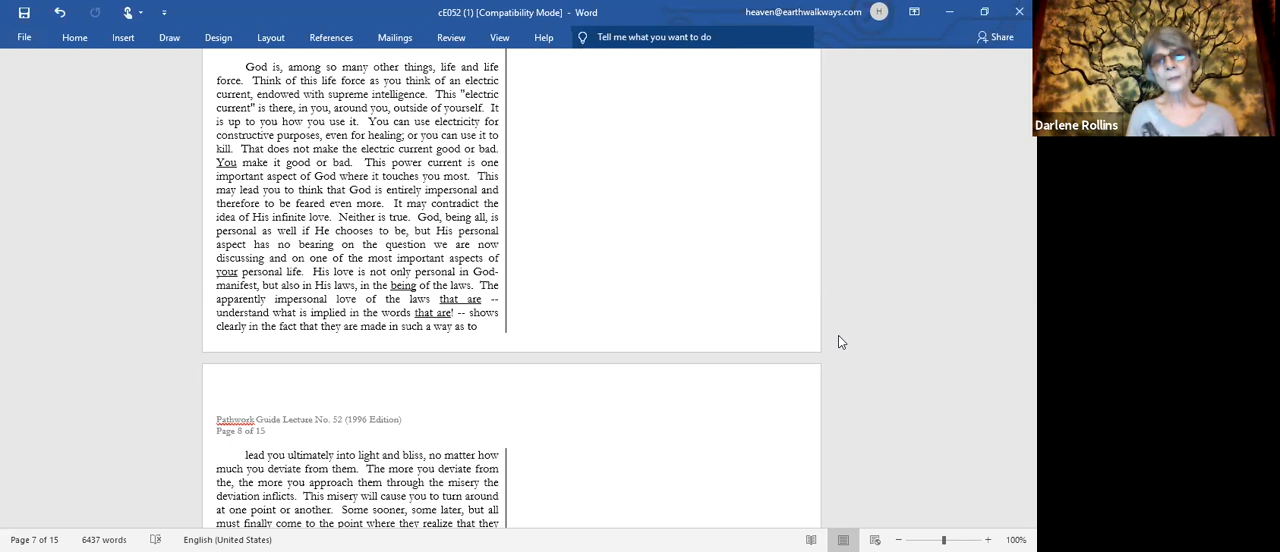 cE052 (1) [Compatibility Mode] - Word
heaven@earthwalkways.com
H
File
Home
Insert
Draw
Design
Layout
References
Mailings
Review
View
Help
Tell me what you want to do
Share
God is, among so many other things, life and life
force. Think of this life force as you think of an electric
current, endowed with supreme intelligence. This "electric
current" is there, in you, around you, outside of yourself. It
is up to you how you use it. You can use electricity for
constructive purposes, even for healing; or you can use it to
kill. That does not make the electric current good or bad.
You make it good or bad. This power current is one
important aspect of God where it touches you most. This
may lead you to think that God is entirely impersonal and
therefore to be feared even more. It may contradict the
idea of His infinite love. Neither is true. God, being all, is
personal as well if He chooses to be, but His personal
aspect has no bearing on the question we are now
discussing and on one of the most important aspects of
your personal life. His love is not only personal in God-
manifest, but also in His laws, in the being of the laws. The
apparently impersonal love of the laws that are --
understand what is implied in the words that are! -- shows
clearly in the fact that they are made in such a way as to
Pathwork Guide Lecture No. 52 (1996 Edition)
Page 8 of 15
lead you ultimately into light and bliss, no matter how
much you deviate from them. The more you deviate from
the, the more you approach them through the misery the
deviation inflicts. This misery will cause you to turn around
at one point or another. Some sooner, some later, but all
must finally come to the point where they realize that they
Page 7 of 15
6437 words
English (United States)
100%
Darlene Rollins